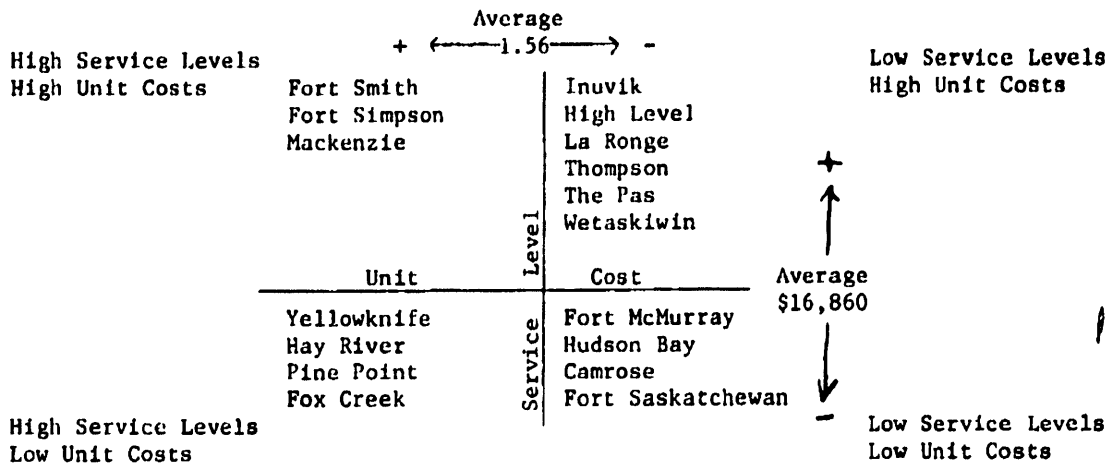 Average
+ ←1.56→ -
High Service Levels
High Unit Costs
Low Service Levels
High Unit Costs
Fort Smith
Fort Simpson
Mackenzie
Inuvik
High Level
La Ronge
Thompson
The Pas
Wetaskiwin
+
Unit
Cost
Service Level
Average
$16,860
-
Yellowknife
Hay River
Pine Point
Fox Creek
Fort McMurray
Hudson Bay
Camrose
Fort Saskatchewan
High Service Levels
Low Unit Costs
Low Service Levels
Low Unit Costs